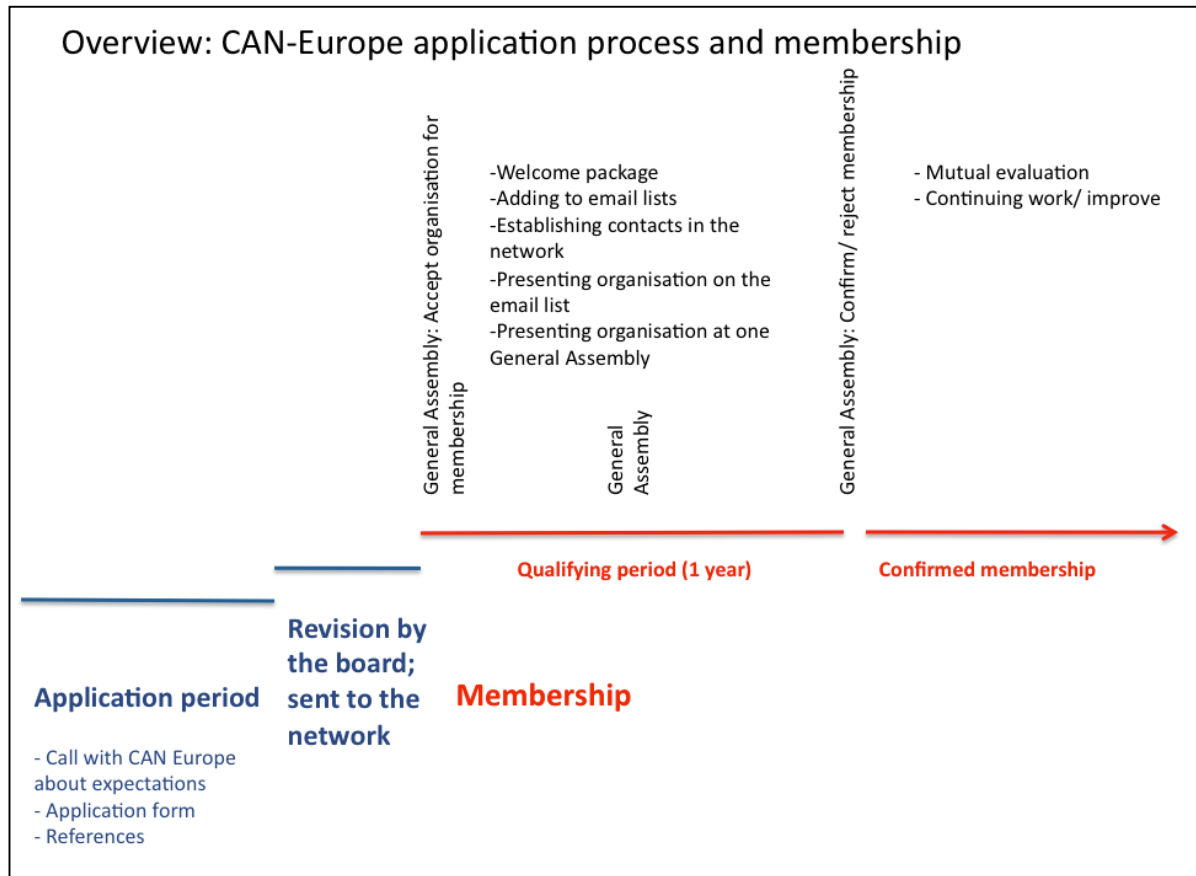 Overview: CAN-Europe application process and membership
General Assembly: Accept organisation for
membership
-Welcome package
-Adding to email lists
-Establishing contacts in the
network
-Presenting organisation on the
email list
-Presenting organisation at one
General Assembly
General
Assembly
General Assembly: Confirm/ reject membership
- Mutual evaluation
- Continuing work/ improve
Qualifying period (1 year)
Confirmed membership
Application period
- Call with CAN Europe
about expectations
- Application form
- References
Revision by
the board;
sent to the
network
Membership